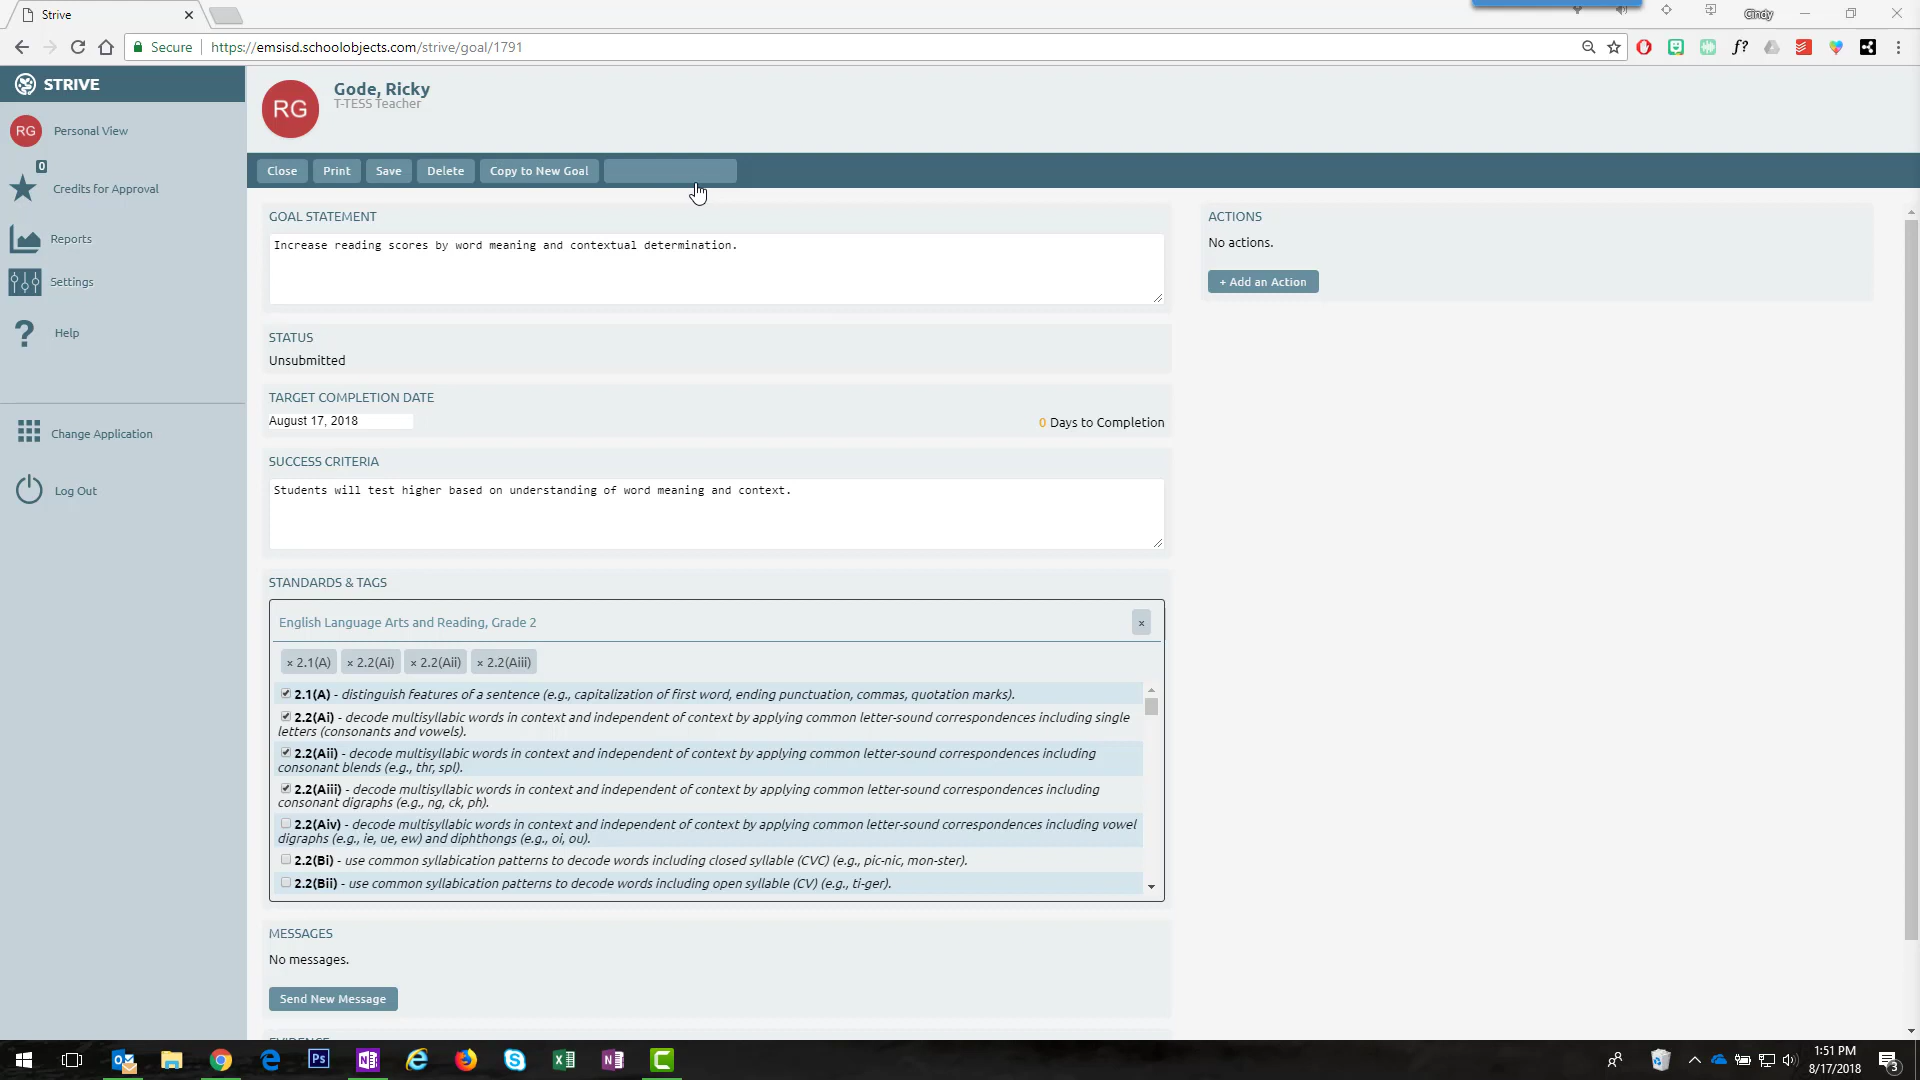 Strive
Cindy
Secure
https://emsisd.schoolobjects.com/strive/goal/1791
f?
STRIVE
RG
Personal View
0
Credits for Approval
Reports
Settings
?
Help
Change Application
Log Out
RG
Gode, Ricky
T-TESS Teacher
Close
Print
Save
Delete
Copy to New Goal
GOAL STATEMENT
Increase reading scores by word meaning and contextual determination.
STATUS
Unsubmitted
TARGET COMPLETION DATE
August 17, 2018
0 Days to Completion
SUCCESS CRITERIA
Students will test higher based on understanding of word meaning and context.
STANDARDS & TAGS
English Language Arts and Reading, Grade 2
×
× 2.1(A) × 2.2(Ai) × 2.2(Aii) × 2.2(Aiii)
2.1(A) - distinguish features of a sentence (e.g., capitalization of first word, ending punctuation, commas, quotation marks).
2.2(Ai) - decode multisyllabic words in context and independent of context by applying common letter-sound correspondences including single
letters (consonants and vowels).
2.2(Aii) - decode multisyllabic words in context and independent of context by applying common letter-sound correspondences including
consonant blends (e.g., thr, spl).
2.2(Aiii) - decode multisyllabic words in context and independent of context by applying common letter-sound correspondences including
consonant digraphs (e.g., ng, ck, ph).
2.2(Aiv) - decode multisyllabic words in context and independent of context by applying common letter-sound correspondences including vowel
digraphs (e.g., ie, ue, ew) and diphthongs (e.g., oi, ou).
2.2(Bi) - use common syllabication patterns to decode words including closed syllable (CVC) (e.g., pic-nic, mon-ster).
2.2(Bii) - use common syllabication patterns to decode words including open syllable (CV) (e.g., ti-ger).
MESSAGES
No messages.
Send New Message
EVIDENCE
ACTIONS
No actions.
+ Add an Action
Ps
1:51 PM
8/17/2018
3